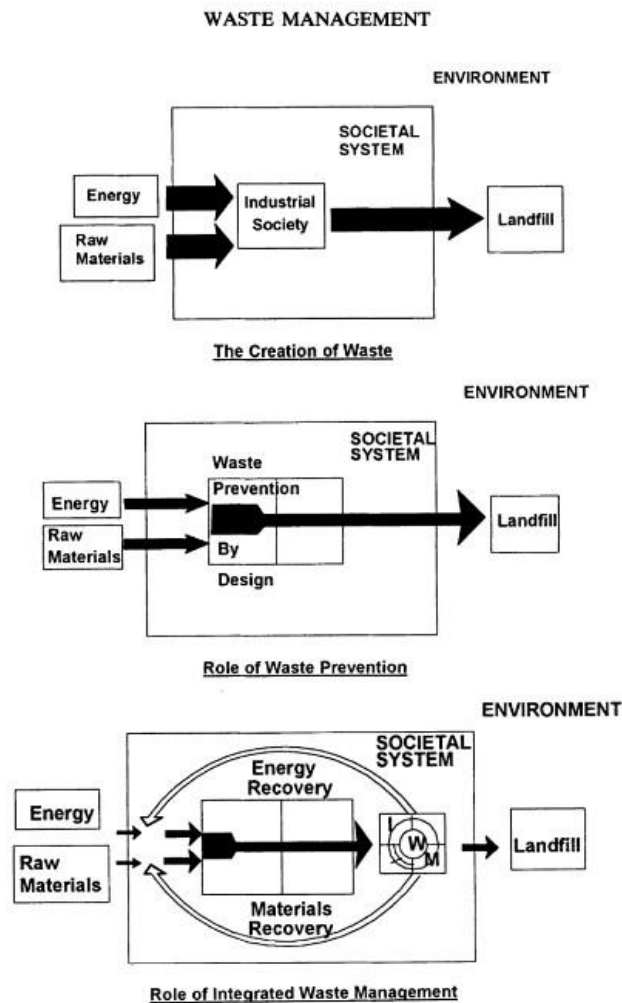 WASTE MANAGEMENT
ENVIRONMENT
SOCIETAL
SYSTEM
Energy
Raw
Materials
Industrial
Society
Landfill
The Creation of Waste
ENVIRONMENT
SOCIETAL
SYSTEM
Waste
Prevention
Energy
Raw
Materials
By
Design
Landfill
Role of Waste Prevention
ENVIRONMENT
SOCIETAL
SYSTEM
Energy
Recovery
Energy
Raw
Materials
I
W
M
Landfill
Materials
Recovery
Role of Integrated Waste Management